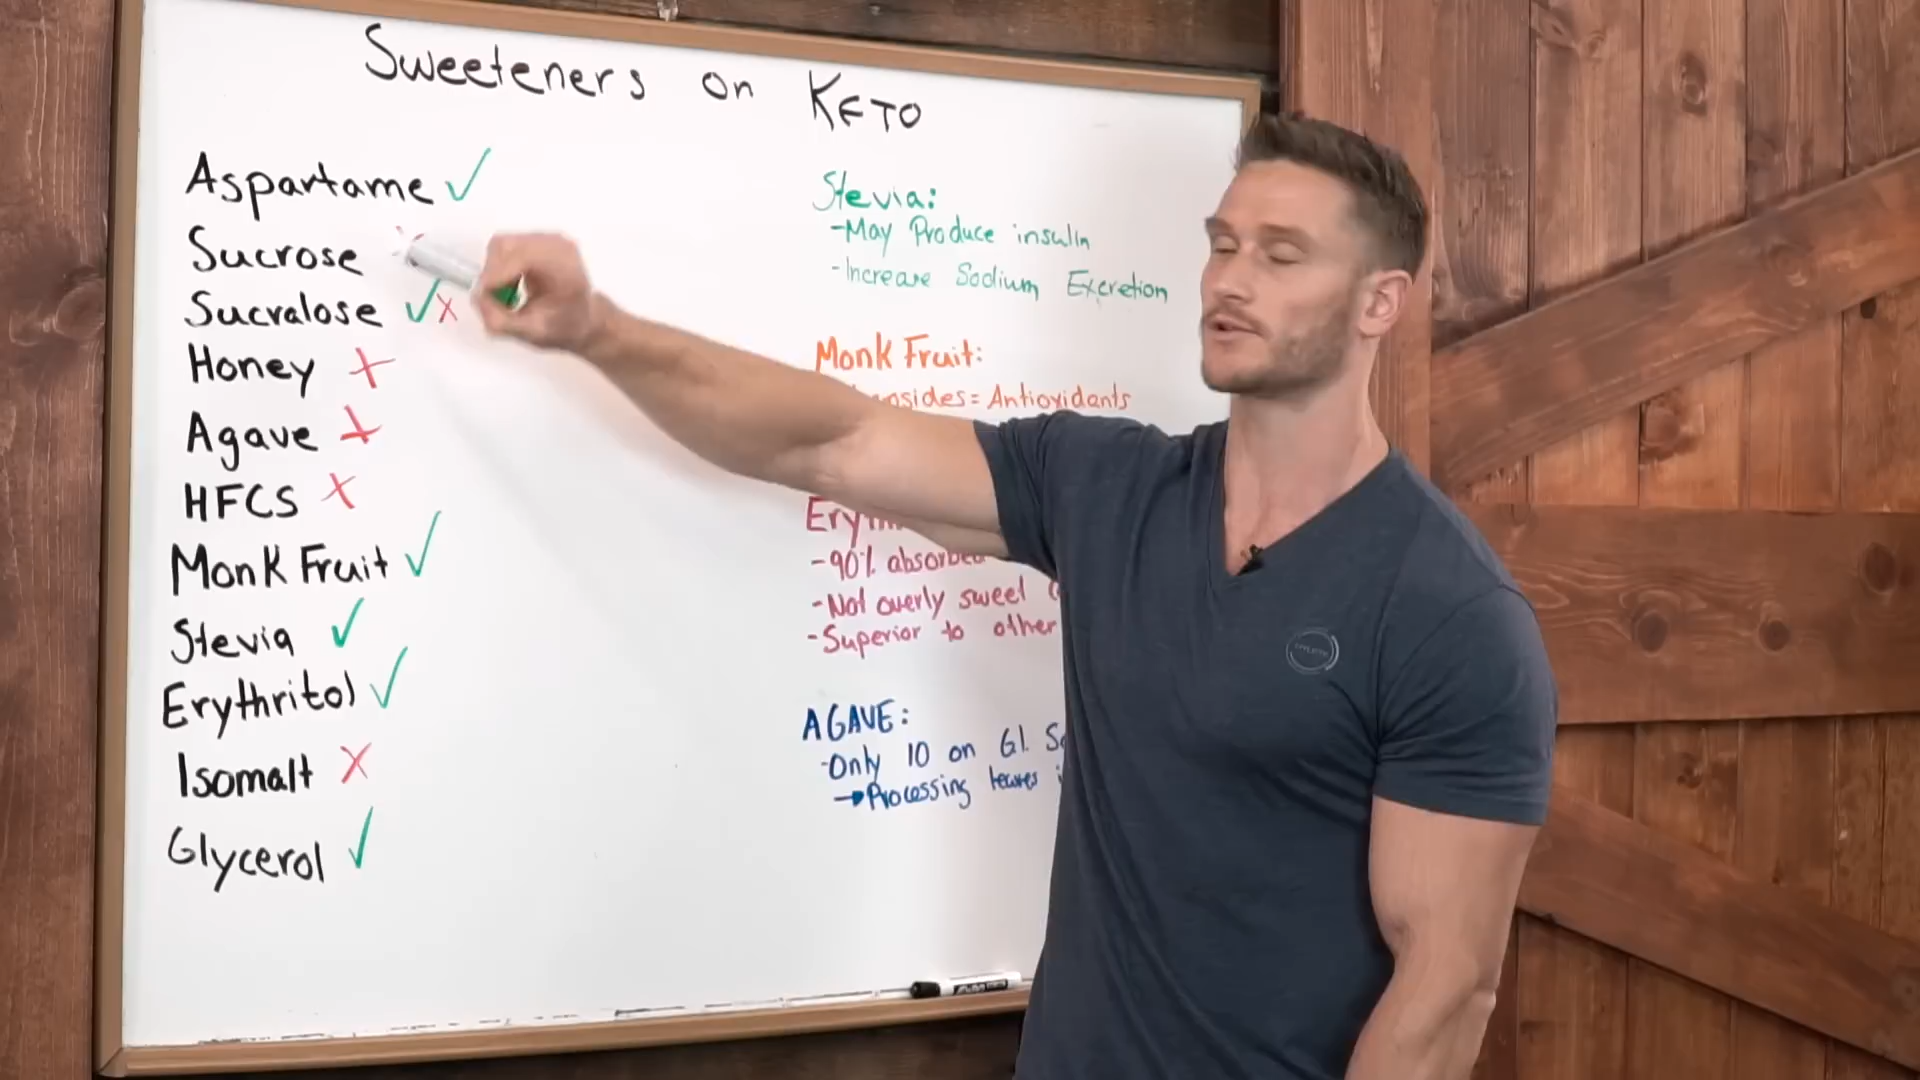 Sweeteners on KETO
Aspartame ✓
Sucrose
Sucralose ✓ X
Honey X
Agave X
HFCS X
Monk Fruit ✓
Stevia ✓
Erythritol ✓
Isomalt X
Glycerol ✓
Stevia:
-May Produce insulin
-Increase Sodium Excretion
Monk Fruit:
= Antioxidants
-90% absorbed
-Not overly sweet
-Superior to other
AGAVE:
-Only 10 on GI.
→Processing leaves